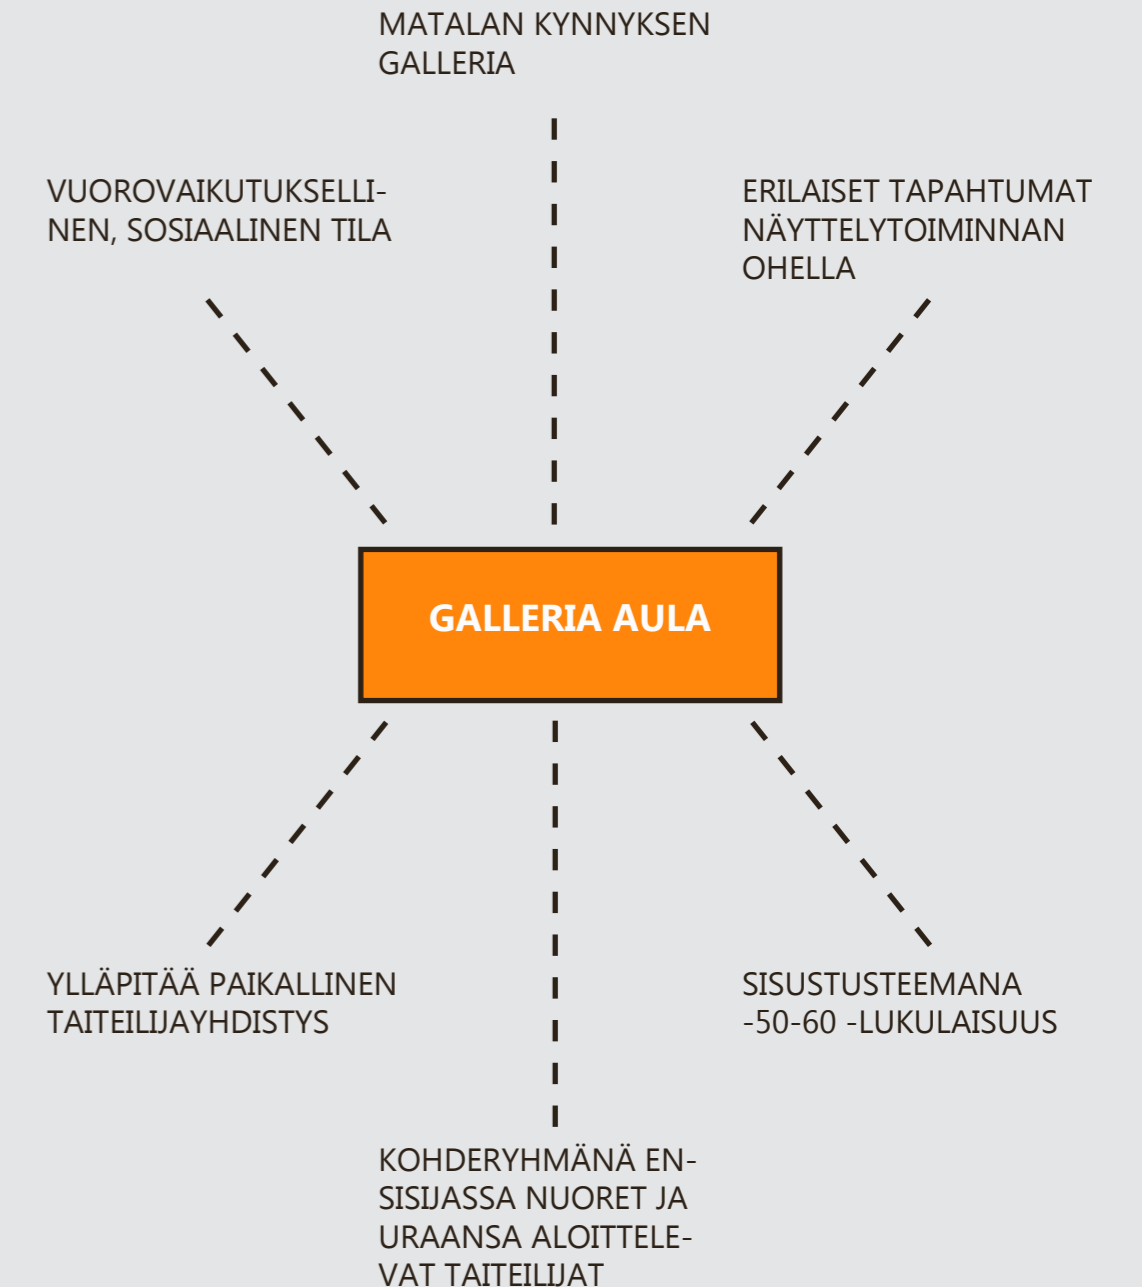 MATALAN KYNNYKSEN
GALLERIA
VUOROVAIKUTUKSELLI-
NEN, SOSIAALINEN TILA
ERILAISET TAPAHTUMAT
NÄYTTELYTOIMINNAN
OHELLA
GALLERIA AULA
YLLÄPITÄÄ PAIKALLINEN
TAITEILIJAYHDISTYS
SISUSTUSTEEMANA
-50-60 -LUKULAISUUS
KOHDERYHMÄNÄ EN-
SISIJASSA NUORET JA
URAANSA ALOITTELE-
VAT TAITEILIJAT